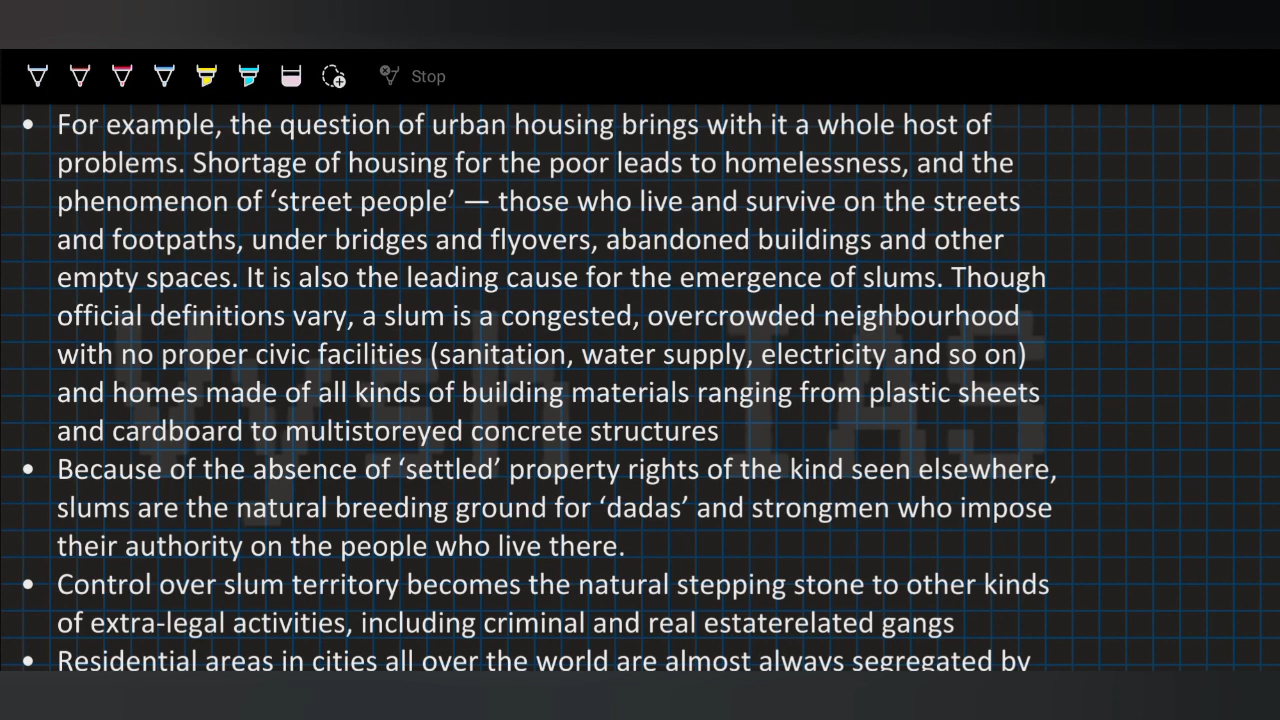 Stop
• For example, the question of urban housing brings with it a whole host of
problems. Shortage of housing for the poor leads to homelessness, and the
phenomenon of ‘street people’ — those who live and survive on the streets
and footpaths, under bridges and flyovers, abandoned buildings and other
empty spaces. It is also the leading cause for the emergence of slums. Though
official definitions vary, a slum is a congested, overcrowded neighbourhood
with no proper civic facilities (sanitation, water supply, electricity and so on)
and homes made of all kinds of building materials ranging from plastic sheets
and cardboard to multistoreyed concrete structures
• Because of the absence of ‘settled’ property rights of the kind seen elsewhere,
slums are the natural breeding ground for ‘dadas’ and strongmen who impose
their authority on the people who live there.
• Control over slum territory becomes the natural stepping stone to other kinds
of extra-legal activities, including criminal and real estaterelated gangs
• Residential areas in cities all over the world are almost always segregated by